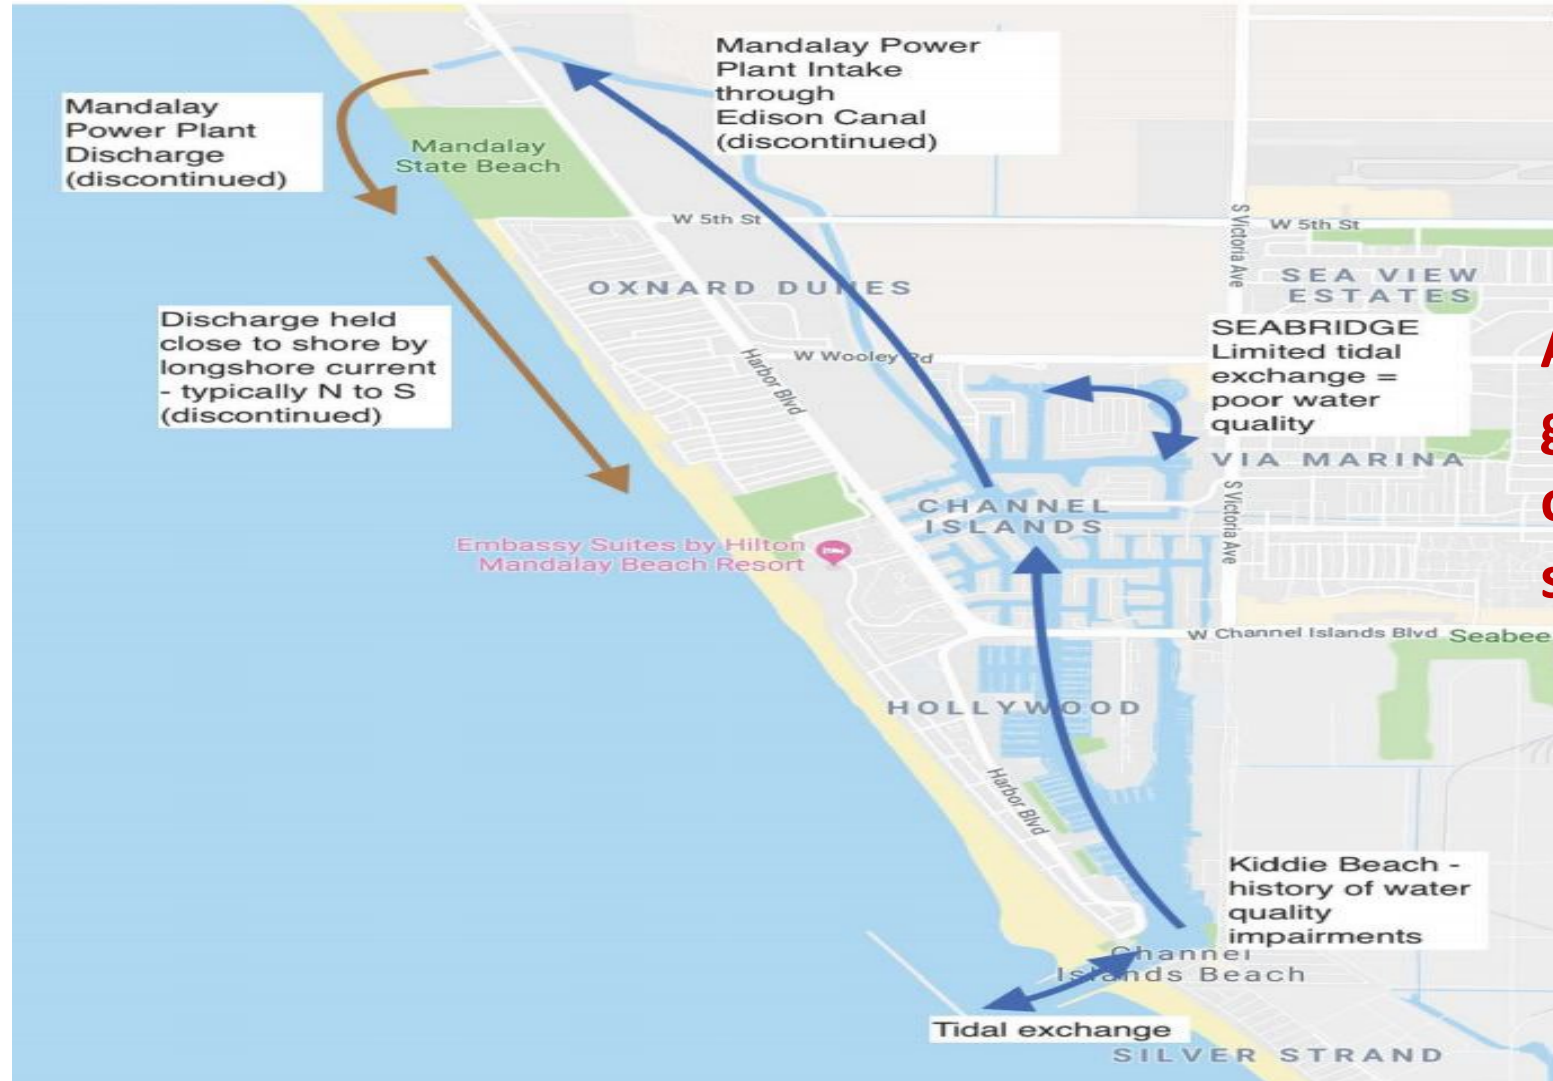 Mandalay
Power Plant
Discharge
(discontinued)
Mandalay Power
Plant Intake
through
Edison Canal
(discontinued)
Mandalay
State Beach
W 5th St
W 5th St
S Victoria Ave
OXNARD DUNES
SEA VIEW
ESTATES
Discharge held
close to shore by
longshore current
- typically N to S
(discontinued)
Harbor Blvd
W Wooley Rd
SEABRIDGE
Limited tidal
exchange =
poor water
quality
VIA MARINA
S Victoria Ave
CHANNEL
ISLANDS
Embassy Suites by Hilton
Mandalay Beach Resort
W Channel Islands Blvd
Seabee
HOLLYWOOD
Harbor Blvd
Kiddie Beach -
history of water
quality
impairments
Channel
Islands Beach
Tidal exchange
SILVER STRAND